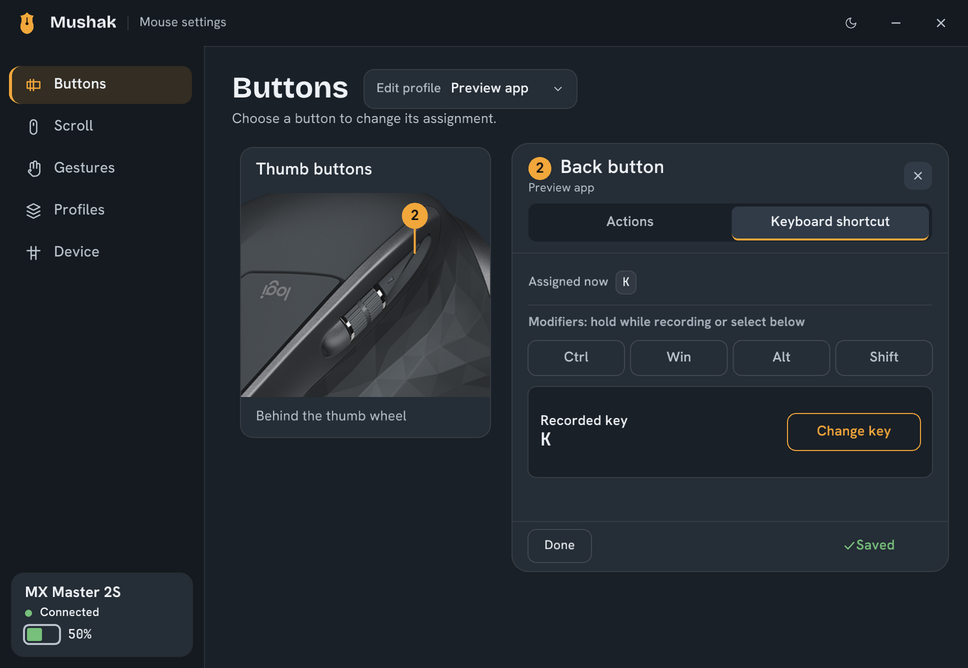 Mushak
Mouse settings
Buttons
Scroll
Gestures
Profiles
Device
MX Master 2S
Connected
50%
Buttons
Edit profile Preview app
Choose a button to change its assignment.
Thumb buttons
2
logi
Behind the thumb wheel
2 Back button
Preview app
Actions
Keyboard shortcut
Assigned now K
Modifiers: hold while recording or select below
Ctrl
Win
Alt
Shift
Recorded key
K
Change key
Done
Saved